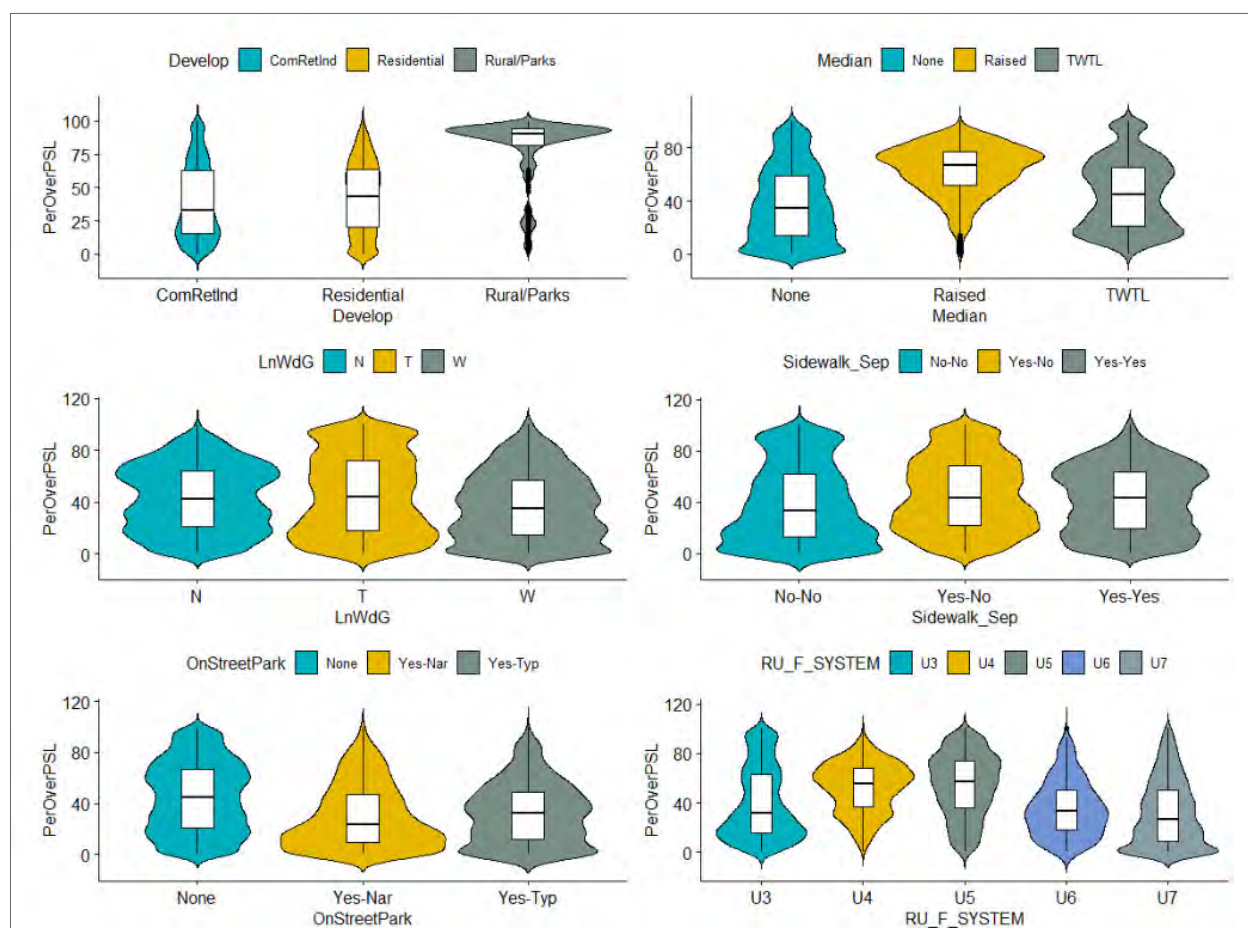 Develop ComRetInd Residential Rural/Parks
PerOverPSL
100
75
50
25
0
ComRetInd Residential Rural/Parks
Develop
Median None Raised TWTL
PerOverPSL
80
40
0
None Raised TWTL
Median
LnWdG N T W
PerOverPSL
120
80
40
0
N T W
LnWdG
Sidewalk_Sep No-No Yes-No Yes-Yes
PerOverPSL
120
80
40
0
No-No Yes-No Yes-Yes
Sidewalk_Sep
OnStreetPark None Yes-Nar Yes-Typ
PerOverPSL
120
80
40
0
None Yes-Nar Yes-Typ
OnStreetPark
RU_F_SYSTEM U3 U4 U5 U6 U7
PerOverPSL
120
80
40
0
U3 U4 U5 U6 U7
RU_F_SYSTEM